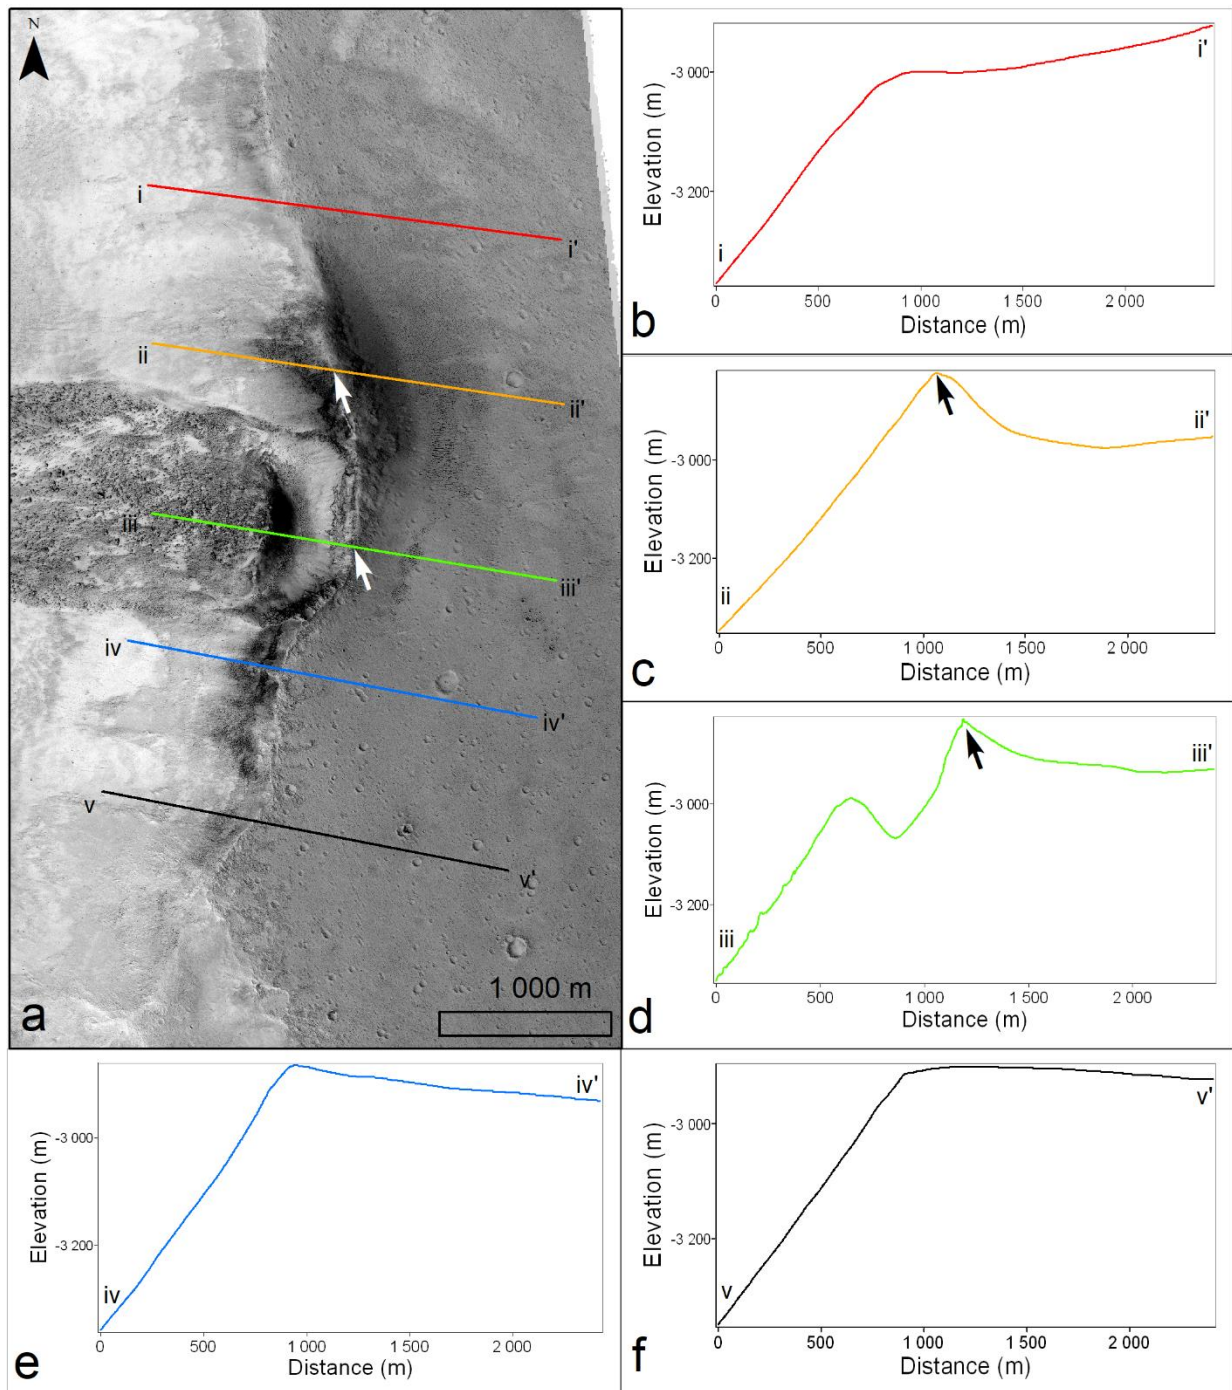 N
i
i'
ii
ii'
iii
iii'
iv
iv'
v
v'
1 000 m
a
i'
-3 000
-3 200
Elevation (m)
i
0 500 1 000 1 500 2 000
Distance (m)
b
ii'
-3 000
-3 200
Elevation (m)
ii
0 500 1 000 1 500 2 000
Distance (m)
c
iii'
-3 000
-3 200
Elevation (m)
iii
0 500 1 000 1 500 2 000
Distance (m)
d
iv'
-3 000
-3 200
Elevation (m)
iv
0 500 1 000 1 500 2 000
Distance (m)
e
v'
-3 000
-3 200
Elevation (m)
v
0 500 1 000 1 500 2 000
Distance (m)
f